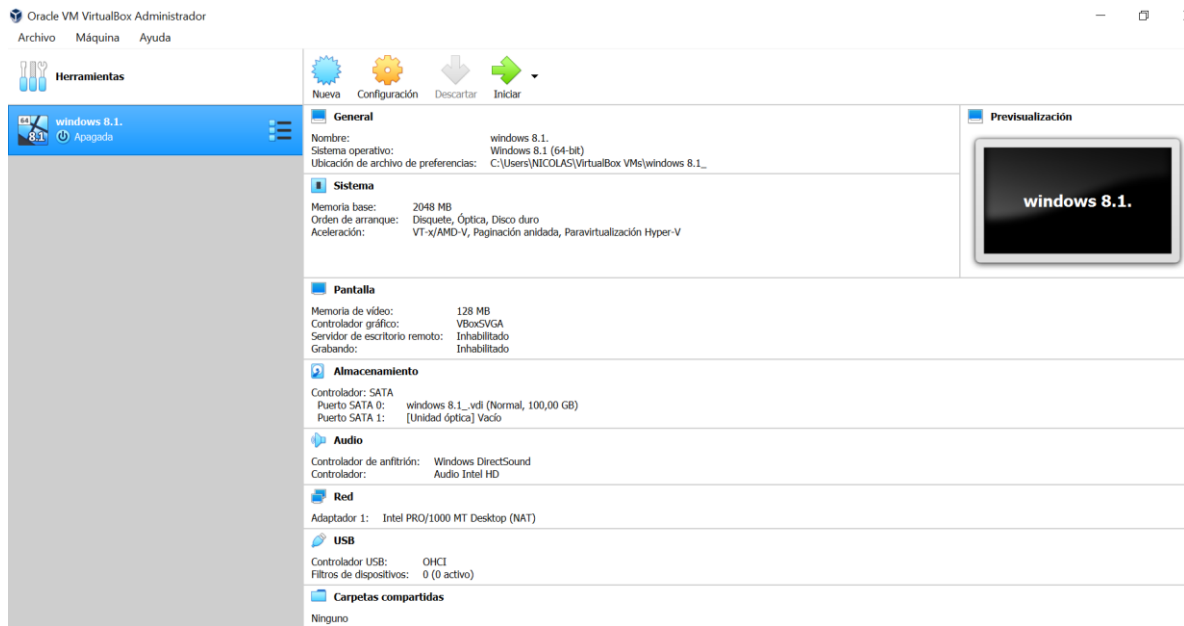 Oracle VM VirtualBox Administrador
Archivo Máquina Ayuda
Herramientas
Nueva Configuración Descartar Iniciar
64 8.1 windows 8.1.
Apagada
General
Nombre: windows 8.1.
Sistema operativo: Windows 8.1 (64-bit)
Ubicación de archivo de preferencias: C:\Users\NICOLAS\VirtualBox VMs\windows 8.1_
Previsualización
windows 8.1.
Sistema
Memoria base: 2048 MB
Orden de arranque: Disquete, Óptica, Disco duro
Aceleración: VT-x/AMD-V, Paginación anidada, Paravirtualización Hyper-V
Pantalla
Memoria de vídeo: 128 MB
Controlador gráfico: VBoxSVGA
Servidor de escritorio remoto: Inhabilitado
Grabando: Inhabilitado
Almacenamiento
Controlador: SATA
Puerto SATA 0: windows 8.1_.vdi (Normal, 100,00 GB)
Puerto SATA 1: [Unidad óptica] Vacío
Audio
Controlador de anfitrión: Windows DirectSound
Controlador: Audio Intel HD
Red
Adaptador 1: Intel PRO/1000 MT Desktop (NAT)
USB
Controlador USB: OHCI
Filtros de dispositivos: 0 (0 activo)
Carpetas compartidas
Ninguno